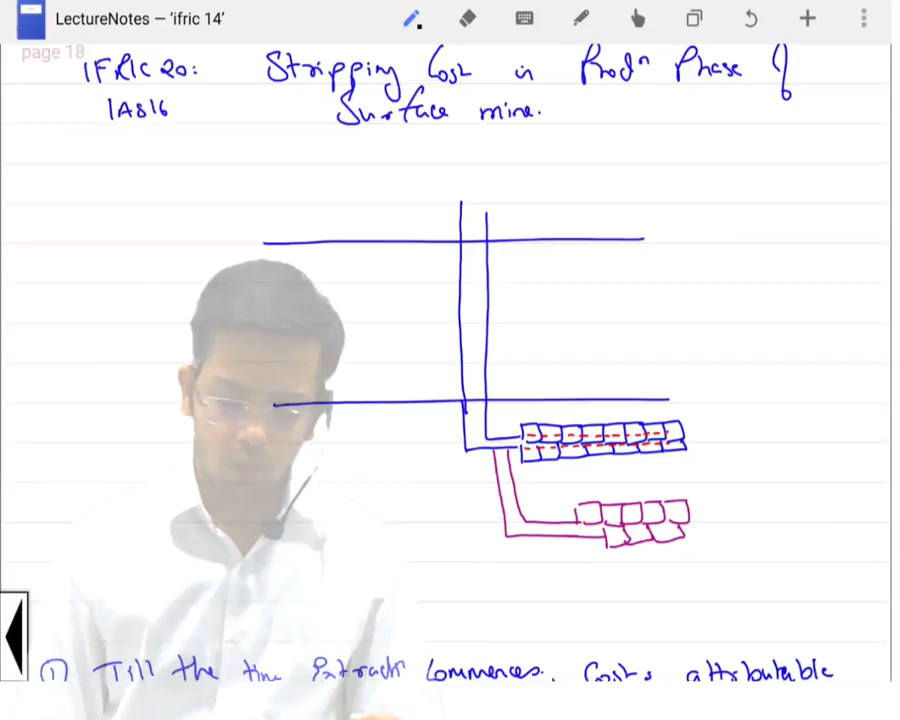 LectureNotes – ‘ifric 14’
page 18
IFRIC 20: Stripping Cost in Prodn Phase of
IAS16 Surface mine.
(1) Till the time Extractn Commences. Costs attributable